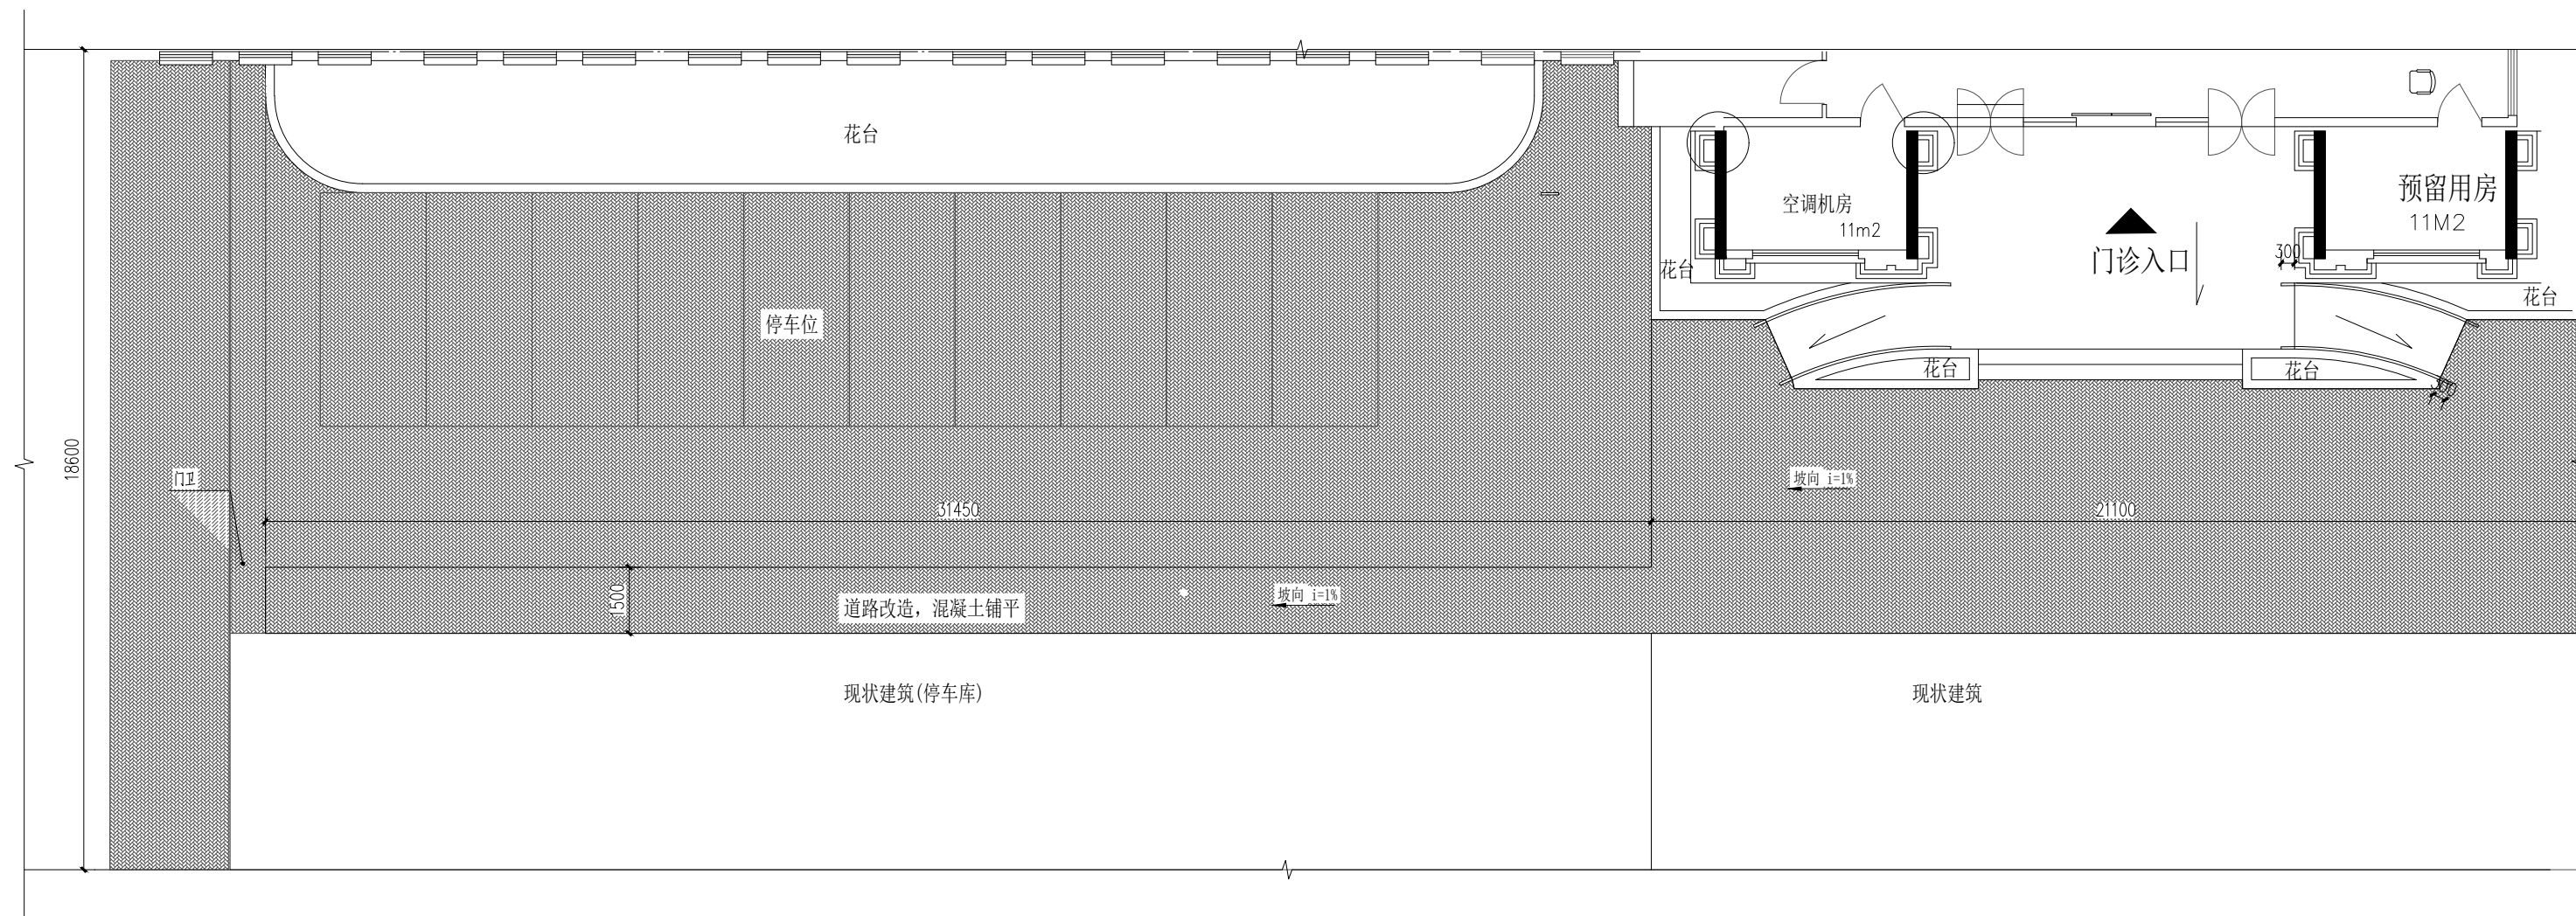 花台
空调机房
11m2
预留用房
11M2
门诊入口
300
花台
花台
停车位
花台
花台
18600
门卫
坡向 i=1%
31450
21100
1500
道路改造，混凝土铺平
坡向 i=1%
现状建筑(停车库)
现状建筑